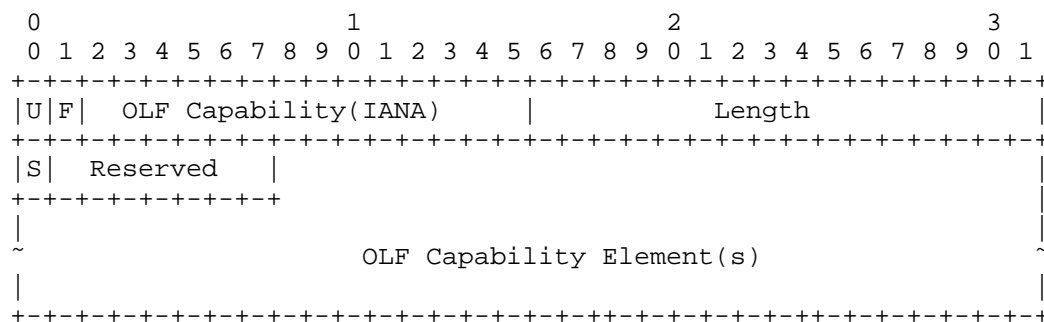 0                   1                   2                   3
0 1 2 3 4 5 6 7 8 9 0 1 2 3 4 5 6 7 8 9 0 1 2 3 4 5 6 7 8 9 0 1
+-+-+-+-+-+-+-+-+-+-+-+-+-+-+-+-+-+-+-+-+-+-+-+-+-+-+-+-+-+-+-+-+
|U|F|  OLF Capability(IANA)     |           Length              |
+-+-+-+-+-+-+-+-+-+-+-+-+-+-+-+-+-+-+-+-+-+-+-+-+-+-+-+-+-+-+-+-+
|S|  Reserved   |                                               |
+-+-+-+-+-+-+-+-+                                               |
|                                                               |
~                     OLF Capability Element(s)                 ~
|                                                               |
+-+-+-+-+-+-+-+-+-+-+-+-+-+-+-+-+-+-+-++-+-+-+-+-++-+-+-+-+-+-+-+